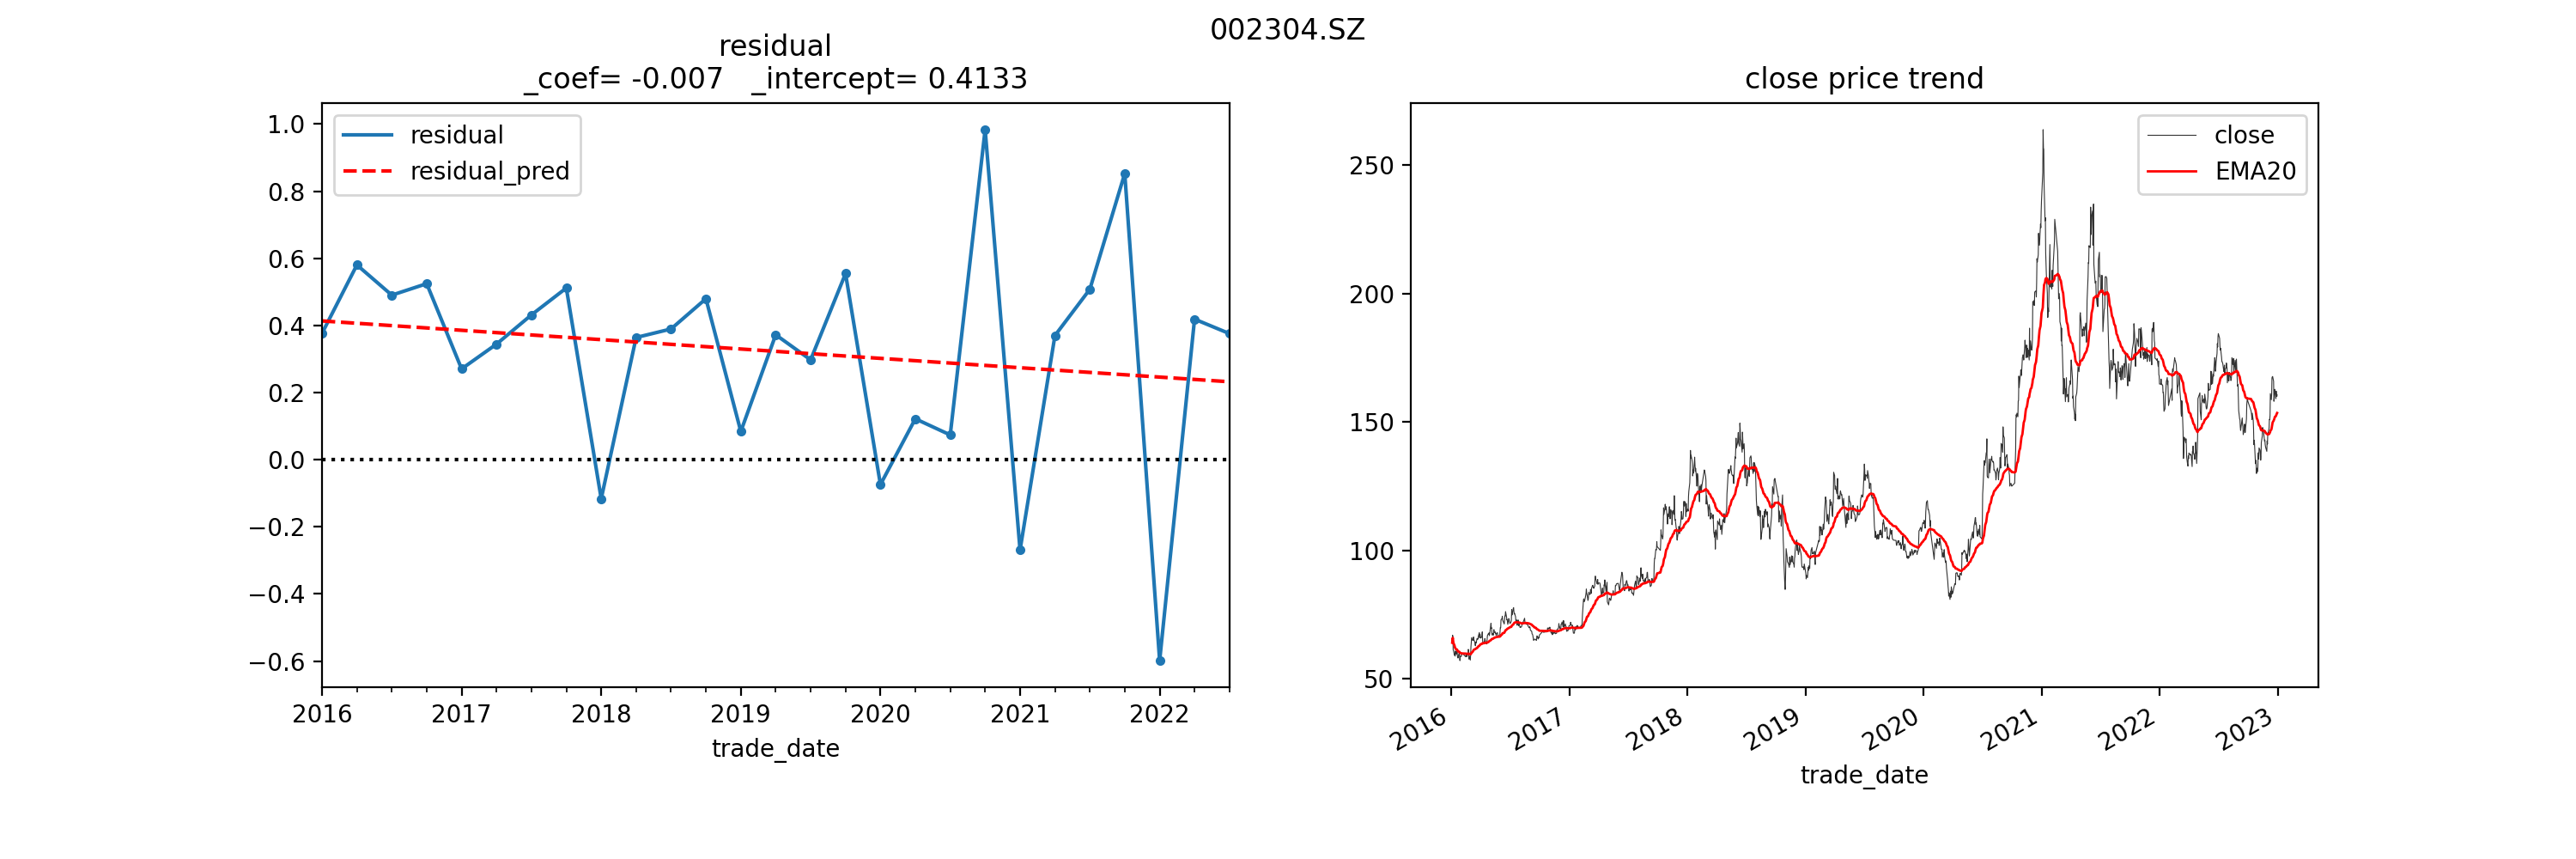 002304.SZ
residual
_coef= -0.007   _intercept= 0.4133
residual
residual_pred
1.0
0.8
0.6
0.4
0.2
0.0
−0.2
−0.4
−0.6
2016 2017 2018 2019 2020 2021 2022
trade_date
close price trend
close
EMA20
250
200
150
100
50
2016 2017 2018 2019 2020 2021 2022 2023
trade_date